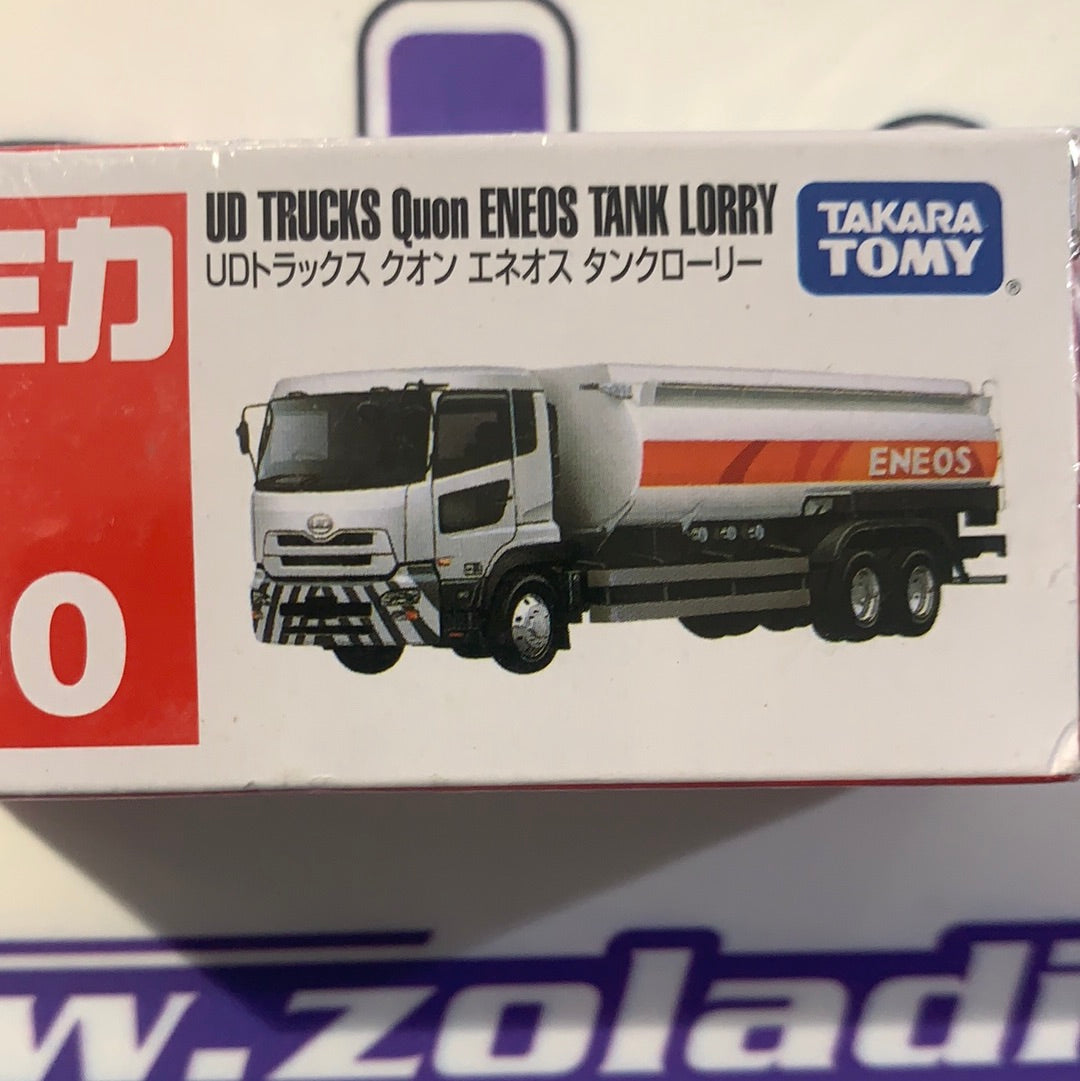 UD TRUCKS Quon ENEOS TANK LORRY
UDトラックス クオン エネオス タンクローリー
TAKARA
TOMY
®
ミカ
0
UD
ENEOS
w.zoladi